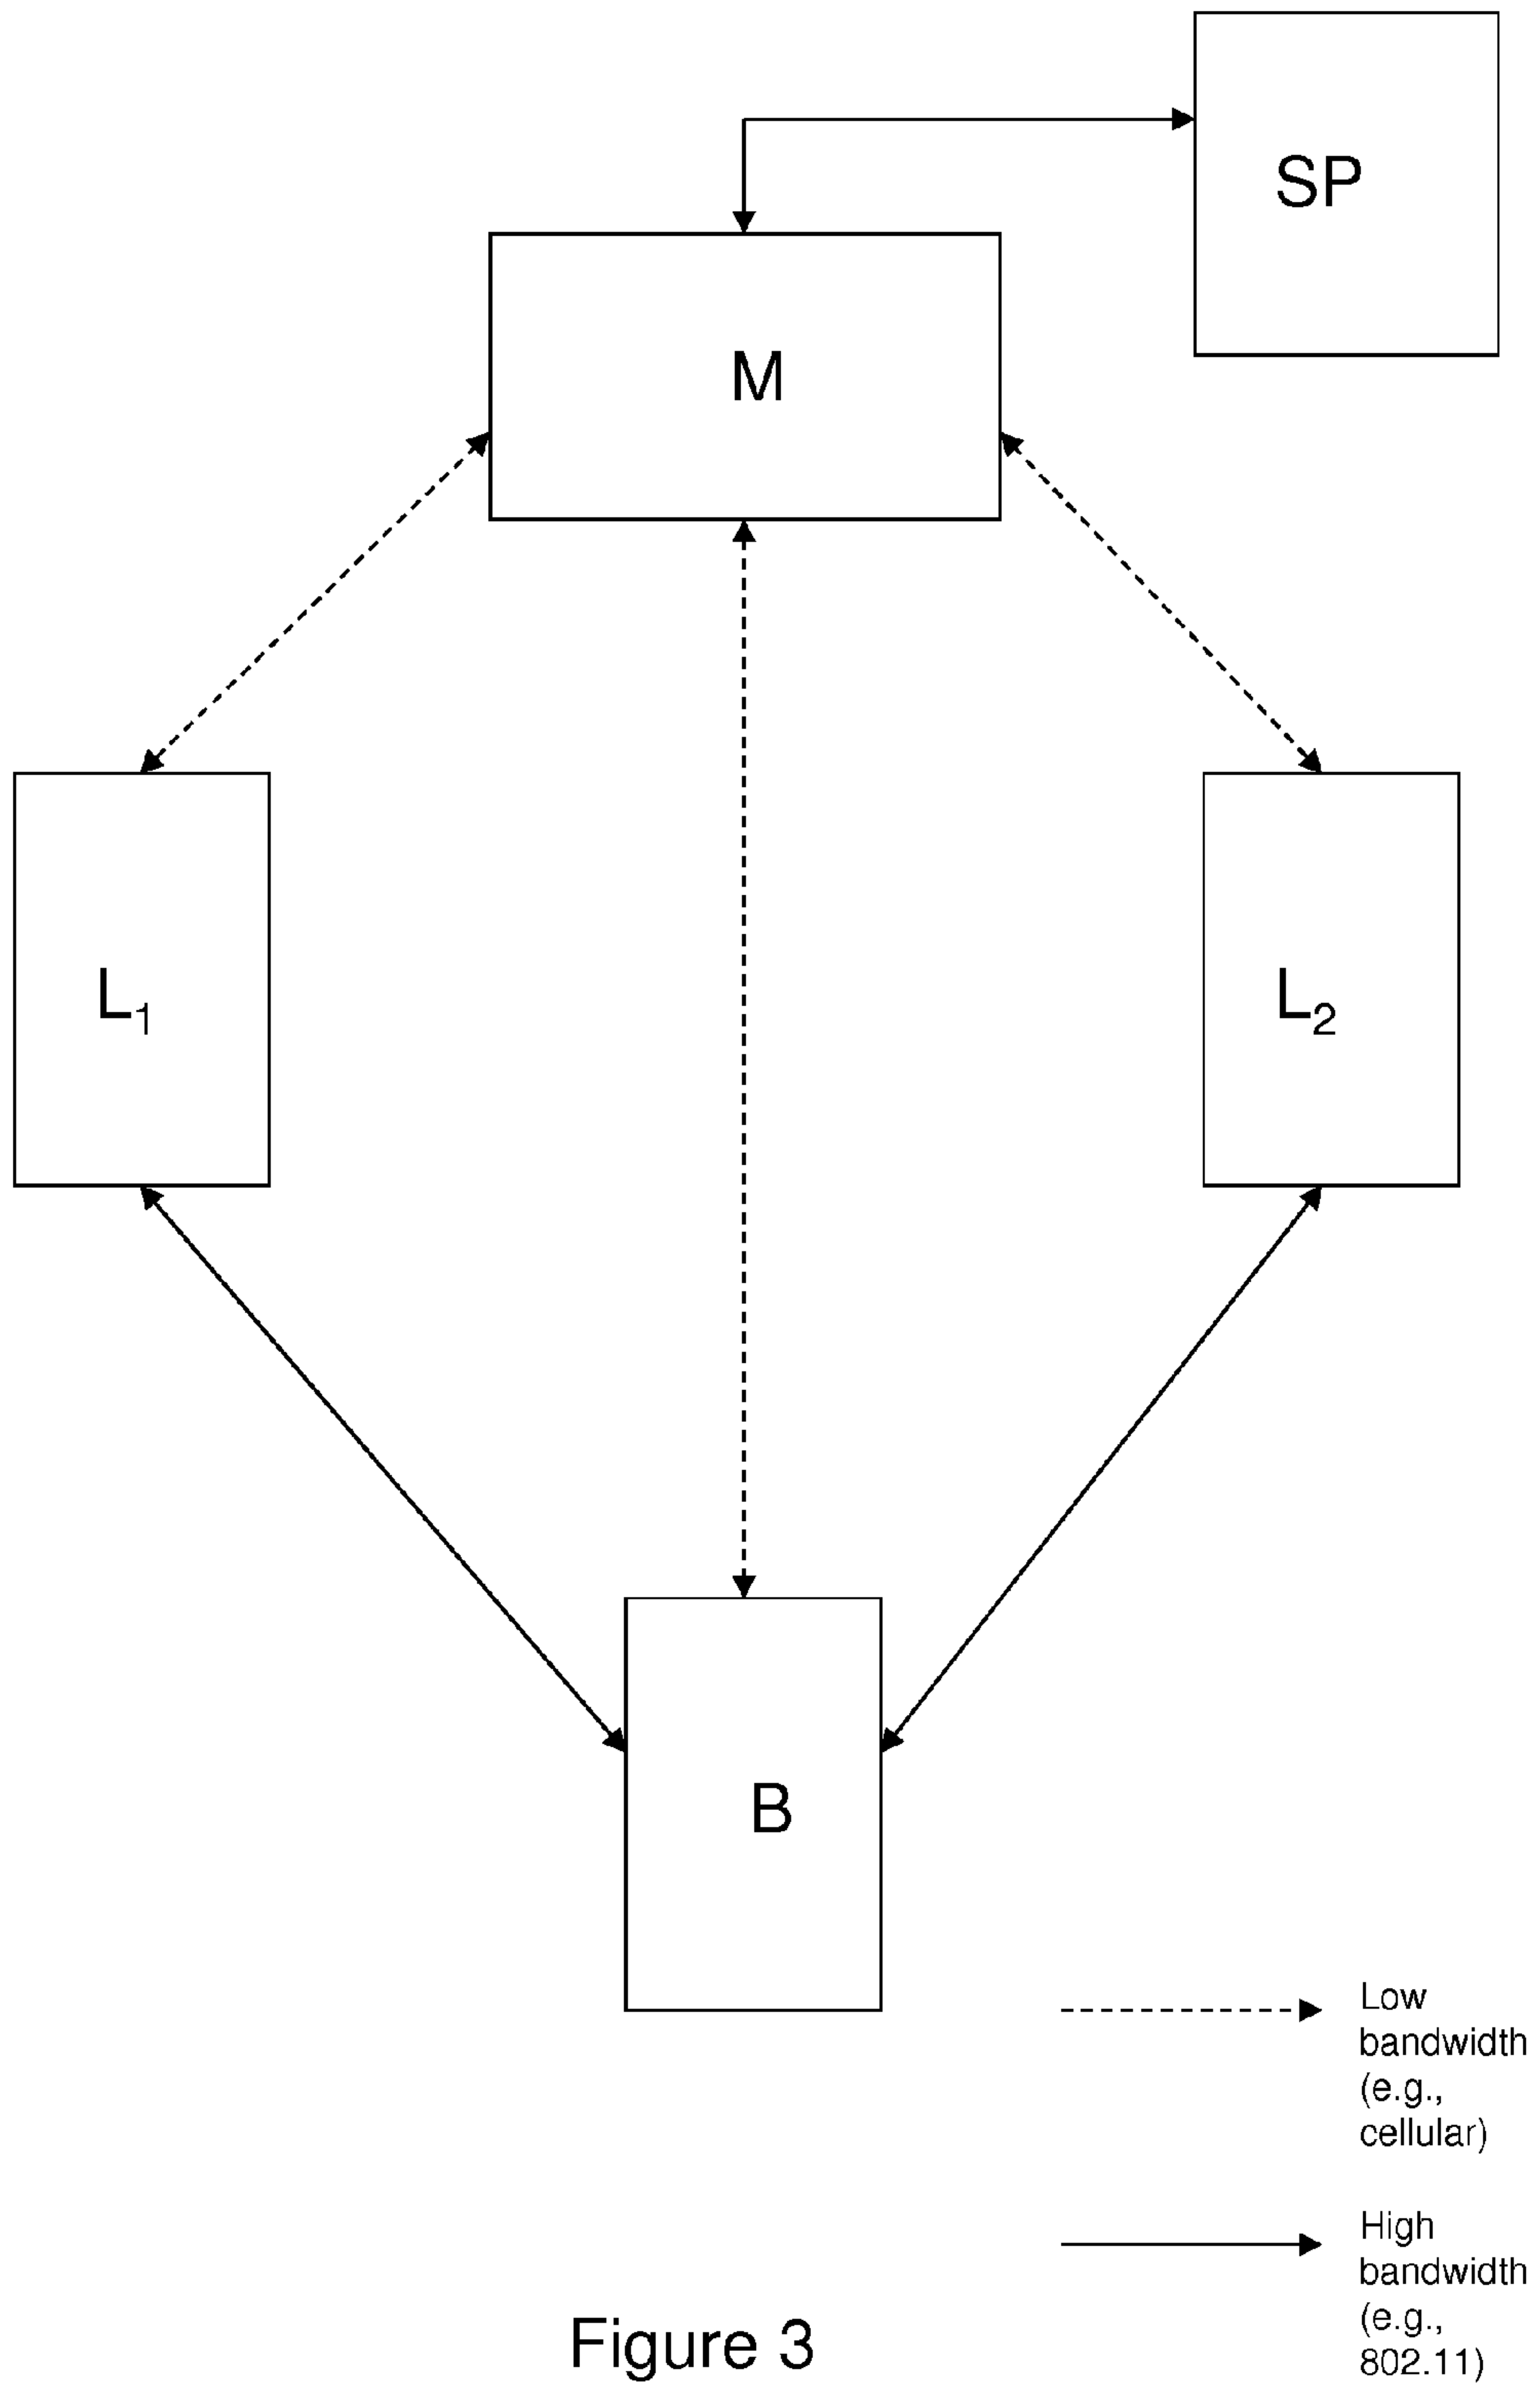 SP
M
L1
L2
B
Low
bandwidth
(e.g.,
cellular)
High
bandwidth
(e.g.,
802.11)
Figure 3